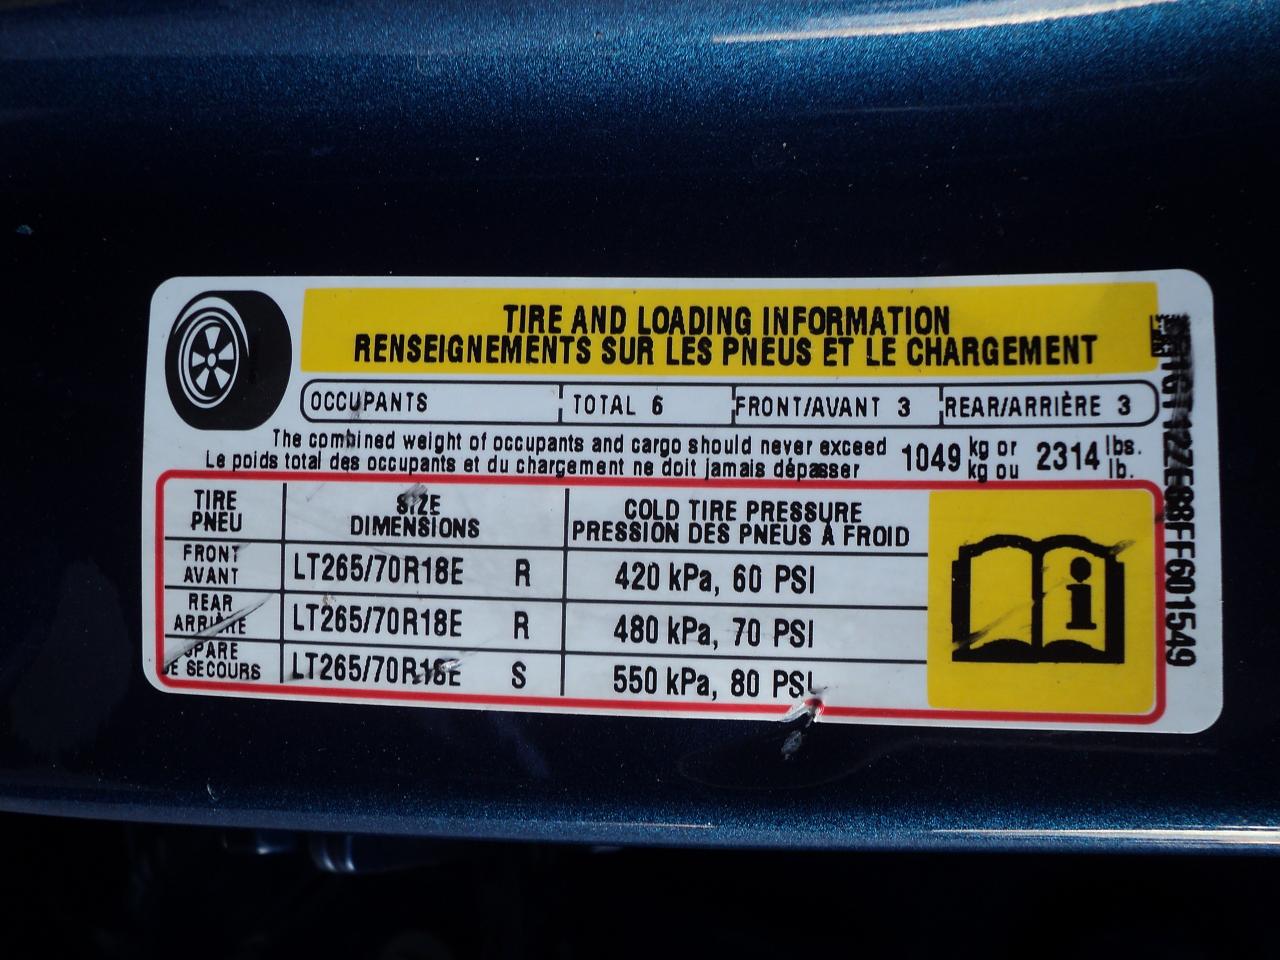 TIRE AND LOADING INFORMATION
RENSEIGNEMENTS SUR LES PNEUS ET LE CHARGEMENT
OCCUPANTS TOTAL 6 FRONT/AVANT 3 REAR/ARRIÈRE 3
The combined weight of occupants and cargo should never exceed 1049 kg or 2314 lbs.
Le poids total des occupants et du chargement ne doit jamais dépasser kg ou lb.
TIRE SIZE COLD TIRE PRESSURE
PNEU DIMENSIONS PRESSION DES PNEUS À FROID
FRONT
AVANT LT265/70R18E R 420 kPa, 60 PSI
REAR
ARRIÈRE LT265/70R18E R 480 kPa, 70 PSI
SPARE
DE SECOURS LT265/70R18E S 550 kPa, 80 PSI
i